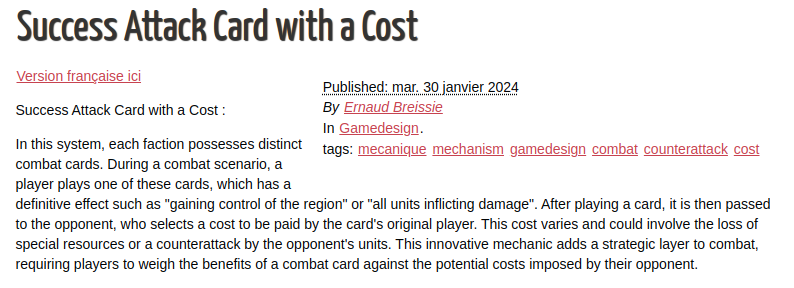 Success Attack Card with a Cost
Version française ici
Published: mar. 30 janvier 2024
By Ernaud Breissie
In Gamedesign.
tags: mecanique mechanism gamedesign combat counterattack cost
Success Attack Card with a Cost :
In this system, each faction possesses distinct
combat cards. During a combat scenario, a
player plays one of these cards, which has a
definitive effect such as "gaining control of the region" or "all units inflicting damage". After playing a card, it is then passed
to the opponent, who selects a cost to be paid by the card's original player. This cost varies and could involve the loss of
special resources or a counterattack by the opponent's units. This innovative mechanic adds a strategic layer to combat,
requiring players to weigh the benefits of a combat card against the potential costs imposed by their opponent.